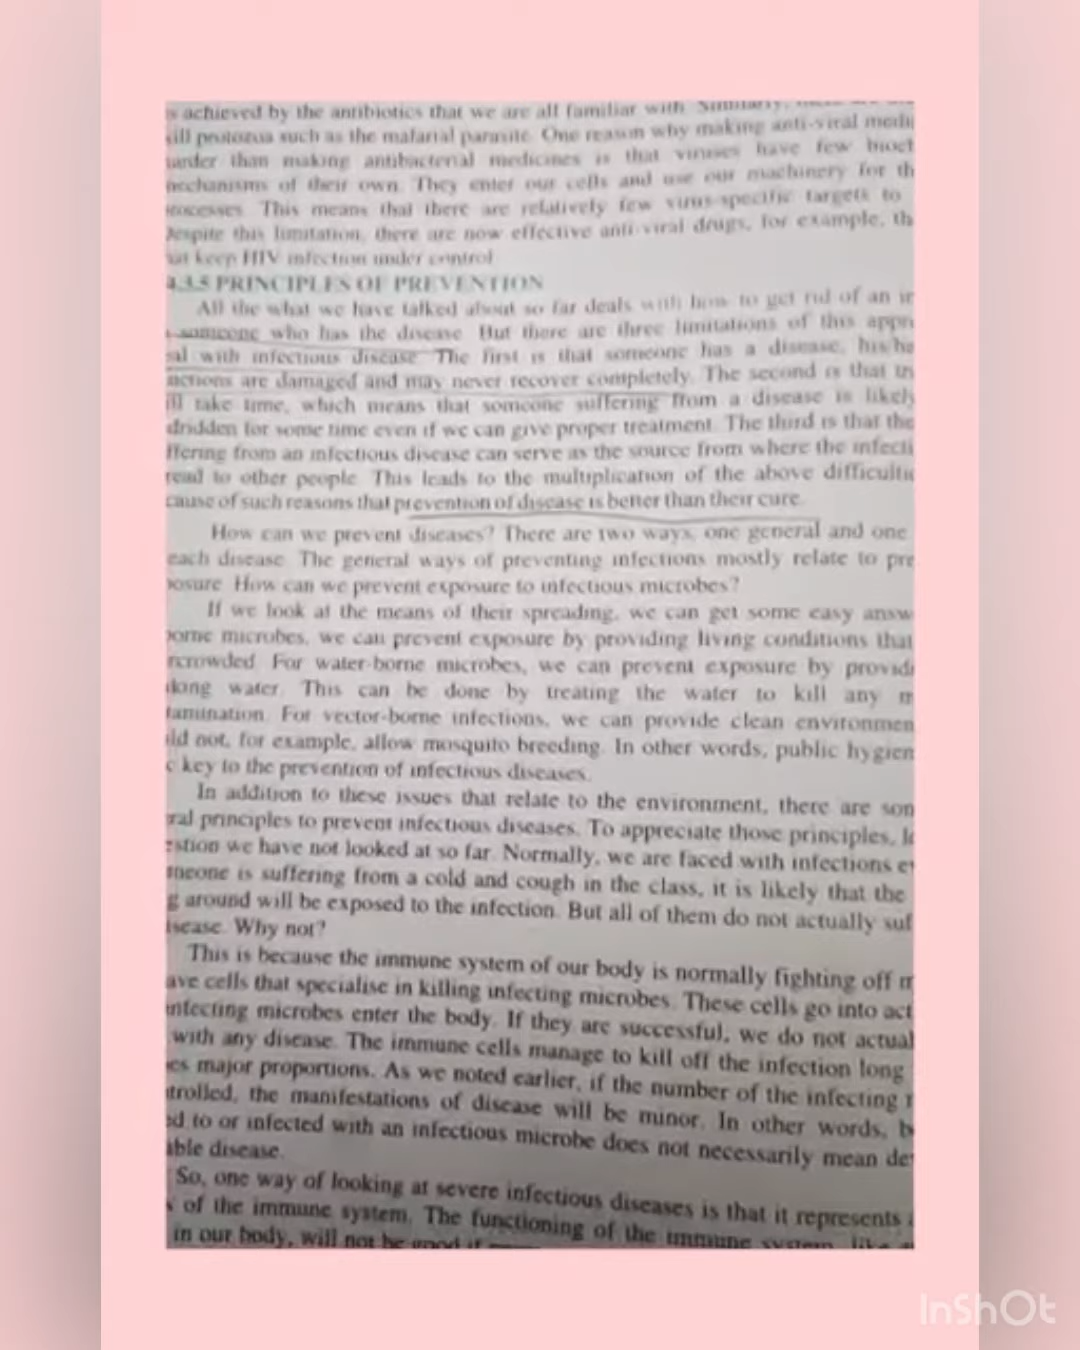 s achieved by the antibiotics that we are all familiar with Similarly,
kill protozoa such as the malarial parasite. One reason why making anti-viral medi
arder than making antibacterial medicines is that viruses have few bioch
mechanisms of their own. They enter our cells and use our machinery for th
rocesses. This means that there are relatively few virus-specific targets to
Despite this limitation, there are now effective anti-viral drugs, for example, th
at keep HIV infection under control
PRINCIPLES OF PREVENTION
All the what we have talked about so far deals with how to get rid of an in
someone who has the disease. But there are three limitations of this appro
al with infectious disease. The first is that someone has a disease, his/he
nctions are damaged and may never recover completely. The second is that
ill take time, which means that someone suffering from a disease is likely
dridden for some time even if we can give proper treatment. The third is that the
ffering from an infectious disease can serve as the source from where the infecti
read to other people. This leads to the multiplication of the above difficultie
cause of such reasons that prevention of disease is better than their cure.
How can we prevent diseases? There are two ways, one general and one
each disease. The general ways of preventing infections mostly relate to pre
posure. How can we prevent exposure to infectious microbes?
If we look at the means of their spreading, we can get some easy answ
borne microbes, we can prevent exposure by providing living conditions that
rcrowded. For water-borne microbes, we can prevent exposure by providi
iking water. This can be done by treating the water to kill any m
tamination. For vector-borne infections, we can provide clean environmen
ld not, for example, allow mosquito breeding. In other words, public hygien
c key to the prevention of infectious diseases.
In addition to these issues that relate to the environment, there are som
ral principles to prevent infectious diseases. To appreciate those principles, le
estion we have not looked at so far. Normally, we are faced with infections ev
meone is suffering from a cold and cough in the class, it is likely that the
g around will be exposed to the infection. But all of them do not actually suf
isease. Why not?
This is because the immune system of our body is normally fighting off m
ave cells that specialise in killing infecting microbes. These cells go into act
infecting microbes enter the body. If they are successful, we do not actual
with any disease. The immune cells manage to kill off the infection long
es major proportions. As we noted earlier, if the number of the infecting
trolled, the manifestations of disease will be minor. In other words, b
ed to or infected with an infectious microbe does not necessarily mean de
able disease.
So, one way of looking at severe infectious diseases is that it represents
s of the immune system. The functioning of the immune system, like
in our body, will not be good if
InShOt